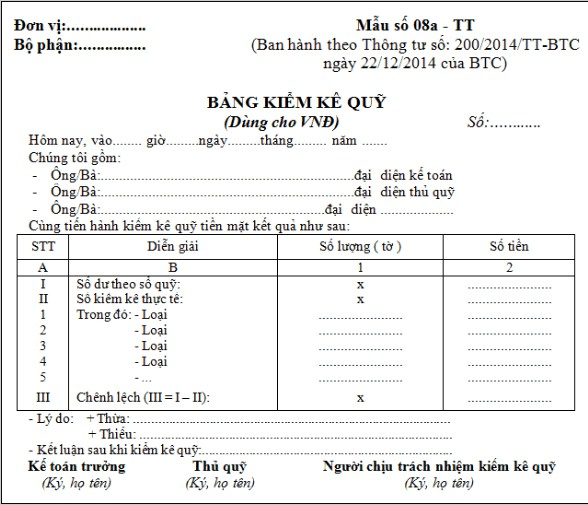 Đơn vị:...................
Mẫu số 08a - TT
Bộ phận:................
(Ban hành theo Thông tư số: 200/2014/TT-BTC
ngày 22/12/2014 của BTC)
BẢNG KIỂM KÊ QUỸ
(Dùng cho VNĐ) Số:............
Hôm nay, vào........ giờ.........ngày........tháng......... năm .......
Chúng tôi gồm:
- Ông/Bà:..............................................................đại diện kế toán
- Ông/Bà:..............................................................đại diện thủ quỹ
- Ông/Bà: ......................................................đại diện ....................
Cùng tiến hành kiểm kê quỹ tiền mặt kết quả như sau:
STT Diễn giải Số lượng ( tờ ) Số tiền
A B 1 2
I Số dư theo sổ quỹ: x .......................
II Số kiểm kê thực tế: x .......................
1 Trong đó: - Loại ....................... .......................
2 - Loại ....................... .......................
3 - Loại ....................... .......................
4 - Loại ....................... .......................
5 - ... ....................... .......................
III Chênh lệch (III = I – II): x .......................
- Lý do: + Thừa: ........................................................................................
+ Thiếu: ........................................................................................
- Kết luận sau khi kiểm kê quỹ:......................................................................
Kế toán trưởng Thủ quỹ Người chịu trách nhiệm kiểm kê quỹ
(Ký, họ tên) (Ký, họ tên) (Ký, họ tên)